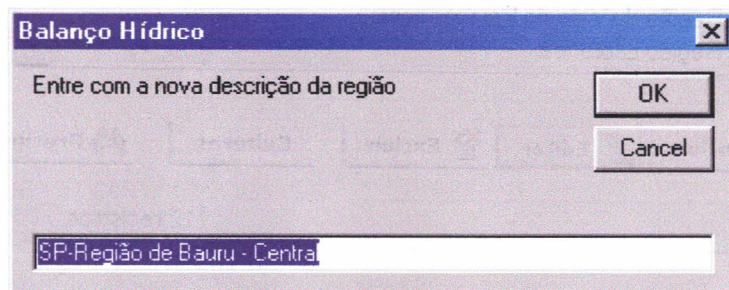 Balanço Hídrico
Entre com a nova descrição da região
OK
Cancel
SP-Região de Bauru - Central